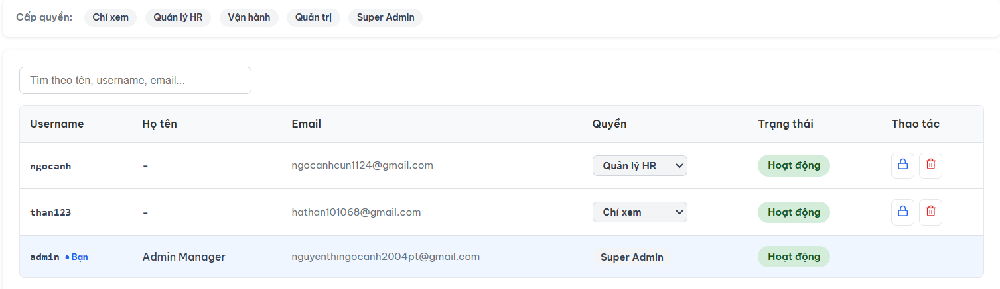 Cấp quyền: Chỉ xem Quản lý HR Vận hành Quản trị Super Admin
Tìm theo tên, username, email...
Username Họ tên Email Quyền Trạng thái Thao tác
ngocanh - ngocanhcun1124@gmail.com Quản lý HR Hoạt động
than123 - hathan101068@gmail.com Chỉ xem Hoạt động
admin • Bạn Admin Manager nguyenthingocanh2004pt@gmail.com Super Admin Hoạt động